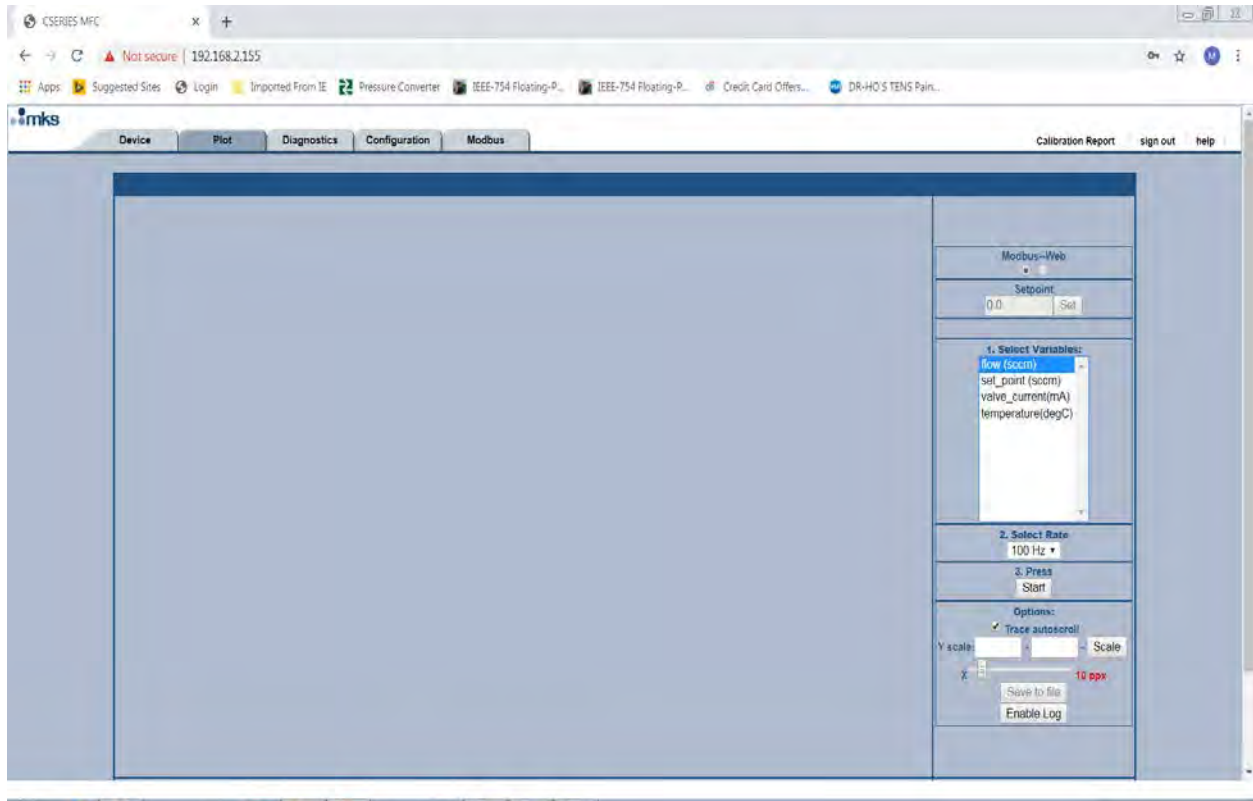 CSERIES MFC
Not secure | 192.168.2.155
Apps Suggested Sites Login Imported From IE Pressure Converter IEEE-754 Floating-P... IEEE-754 Floating-P... Credit Card Offers... DR-HO'S TENS Pain...
mks
Device Plot Diagnostics Configuration Modbus Calibration Report sign out help
Modbus--Web
Setpoint
0.0 Set
1. Select Variables:
flow (sccm)
set_point (sccm)
valve_current(mA)
temperature(degC)
2. Select Rate
100 Hz
3. Press
Start
Options:
Trace autoscroll
Y scale: - ~ Scale
X 10 ppx
Save to file
Enable Log